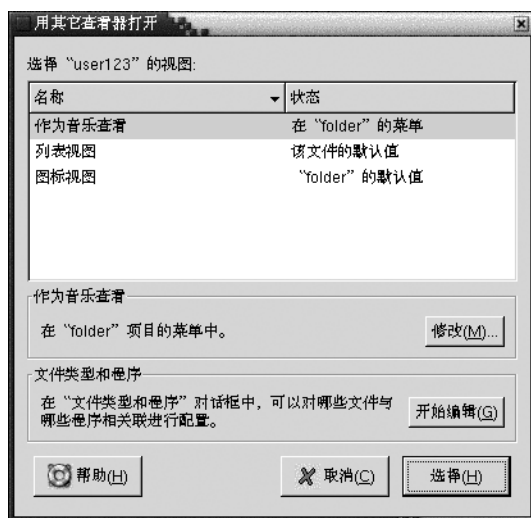 用其它查看器打开
选择 “user123” 的视图:
名称 状态
作为音乐查看 在 “folder” 的菜单
列表视图 该文件的默认值
图标视图 “folder” 的默认值
作为音乐查看
在 “folder” 项目的菜单中。
修改(M)...
文件类型和程序
在 “文件类型和程序” 对话框中, 可以对哪些文件与
哪些程序相关联进行配置。
开始编辑(G)
帮助(H) 取消(C) 选择(H)